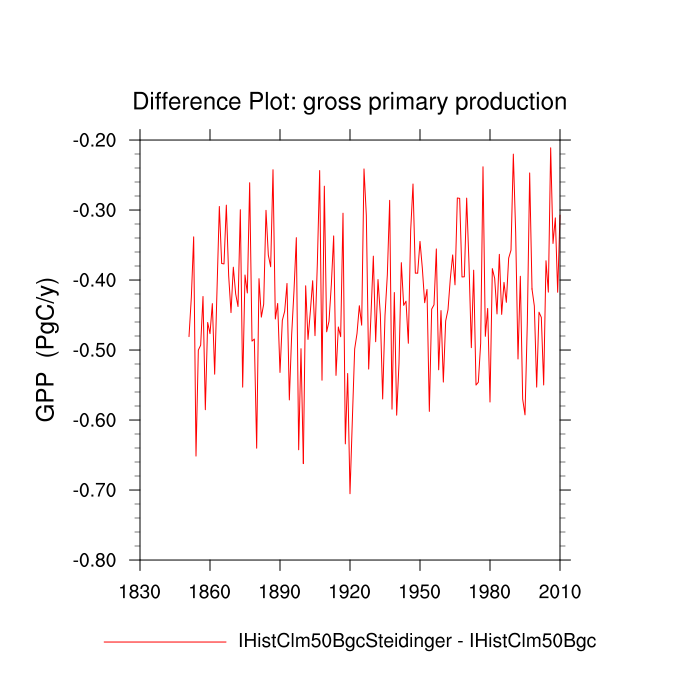 Difference Plot: gross primary production
-0.20
-0.30
-0.40
-0.50
-0.60
-0.70
-0.80
GPP (PgC/y)
1830 1860 1890 1920 1950 1980 2010
IHistClm50BgcSteidinger - IHistClm50Bgc